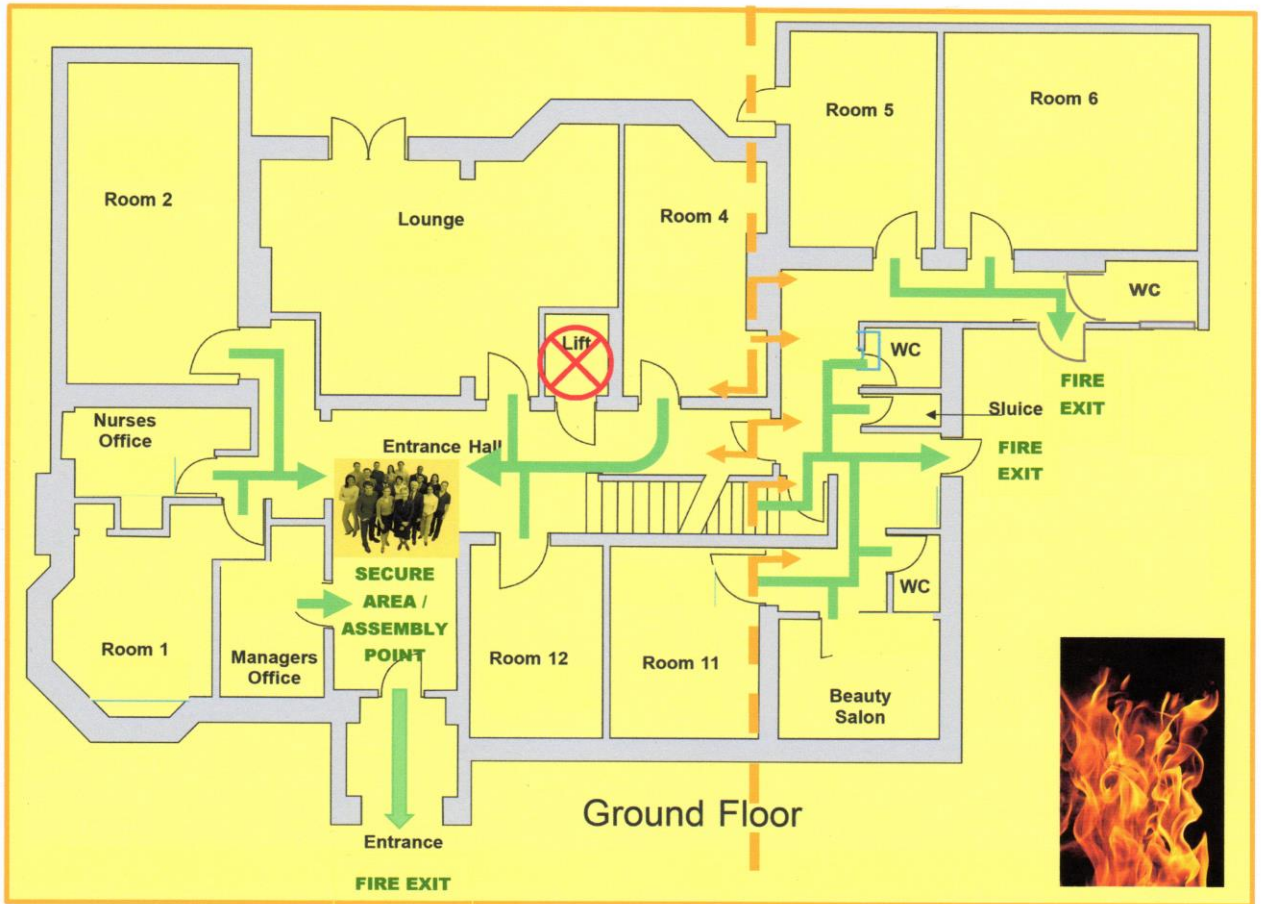 Room 5
Room 6
Room 2
Lounge
Room 4
WC
Lift
WC
FIRE
EXIT
Sluice
Nurses
Office
Entrance Hall
FIRE
EXIT
SECURE
AREA /
ASSEMBLY
POINT
WC
Room 1
Managers
Office
Room 12
Room 11
Beauty
Salon
Ground Floor
Entrance
FIRE EXIT